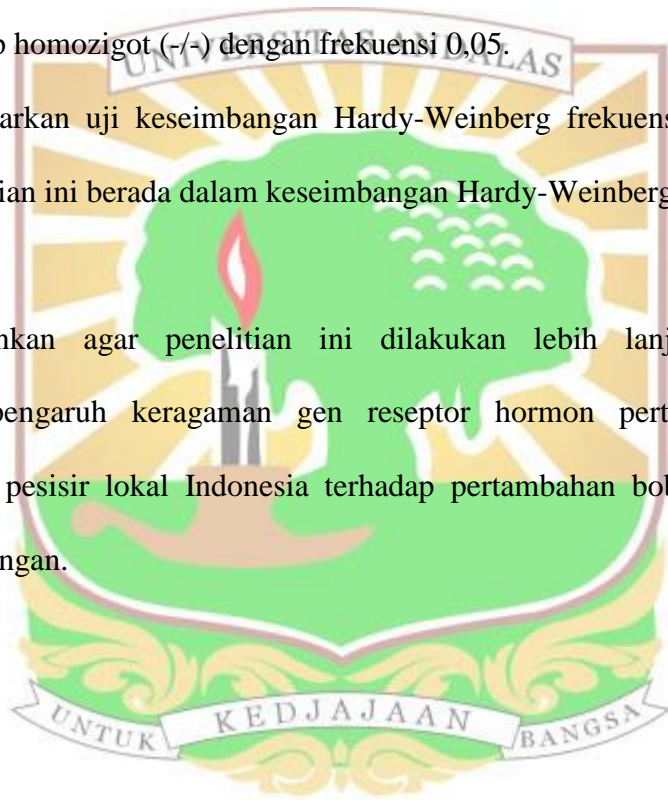 p homozigot (-/-) dengan frekuensi 0,05.
UNIVERSITAS ANDALAS
arkan uji keseimbangan Hardy-Weinberg frekuens
ian ini berada dalam keseimbangan Hardy-Weinberg
nkan agar penelitian ini dilakukan lebih lanj
pengaruh keragaman gen reseptor hormon pert
pesisir lokal Indonesia terhadap pertambahan bob
ngan.
UNTUK KEDJAJAAN BANGSA